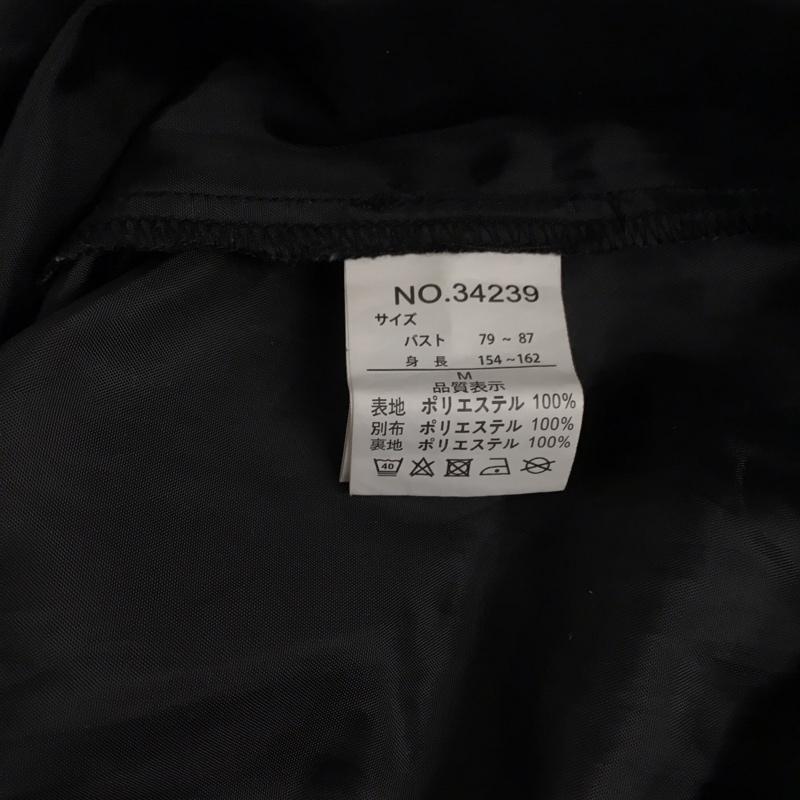 NO.34239
サイズ
バスト 79 ~ 87
身 長 154 ~ 162
M
品質表示
表地 ポリエステル 100%
別布 ポリエステル 100%
裏地 ポリエステル 100%
40